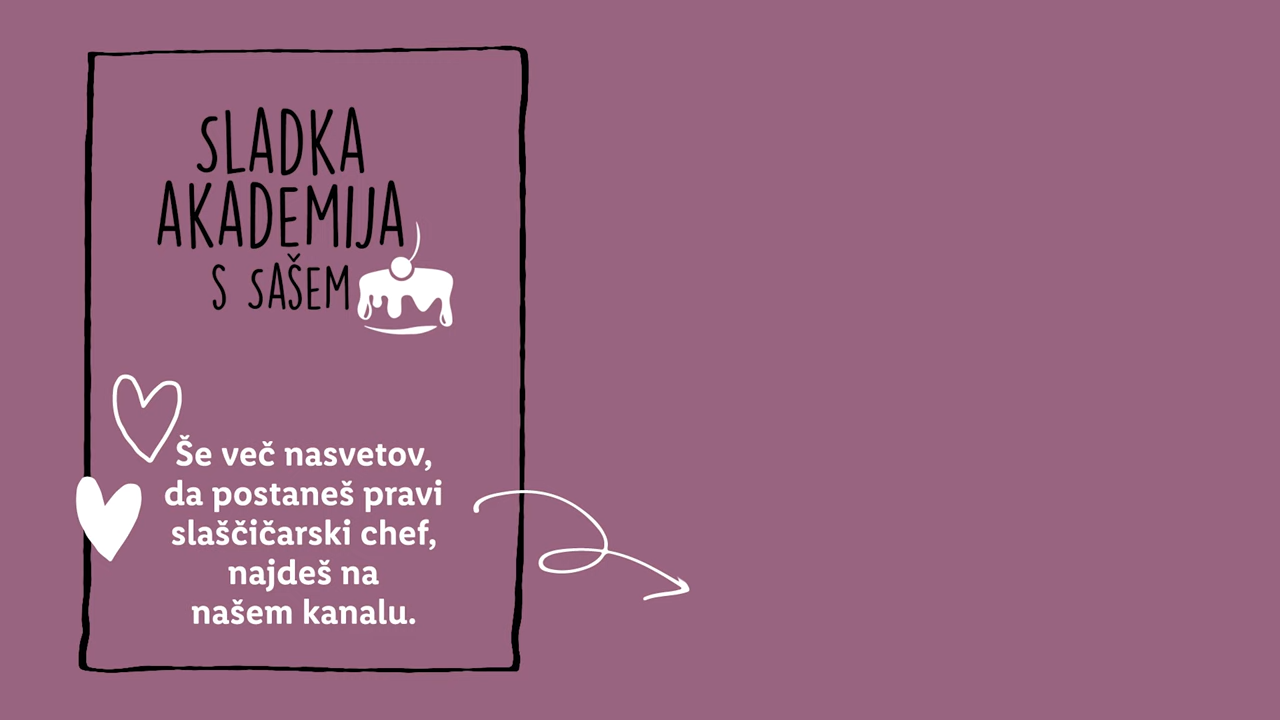 SLADKA
AKADEMIJA
S SAŠEM
Še več nasvetov,
da postaneš pravi
slaščičarski chef,
najdeš na
našem kanalu.